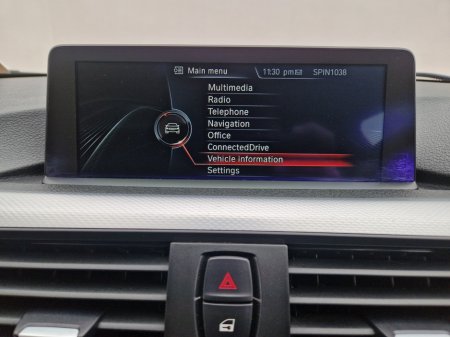 Main menu 11:30 pm SPIN1038
Multimedia
Radio
Telephone
Navigation
Office
ConnectedDrive
Vehicle information
Settings